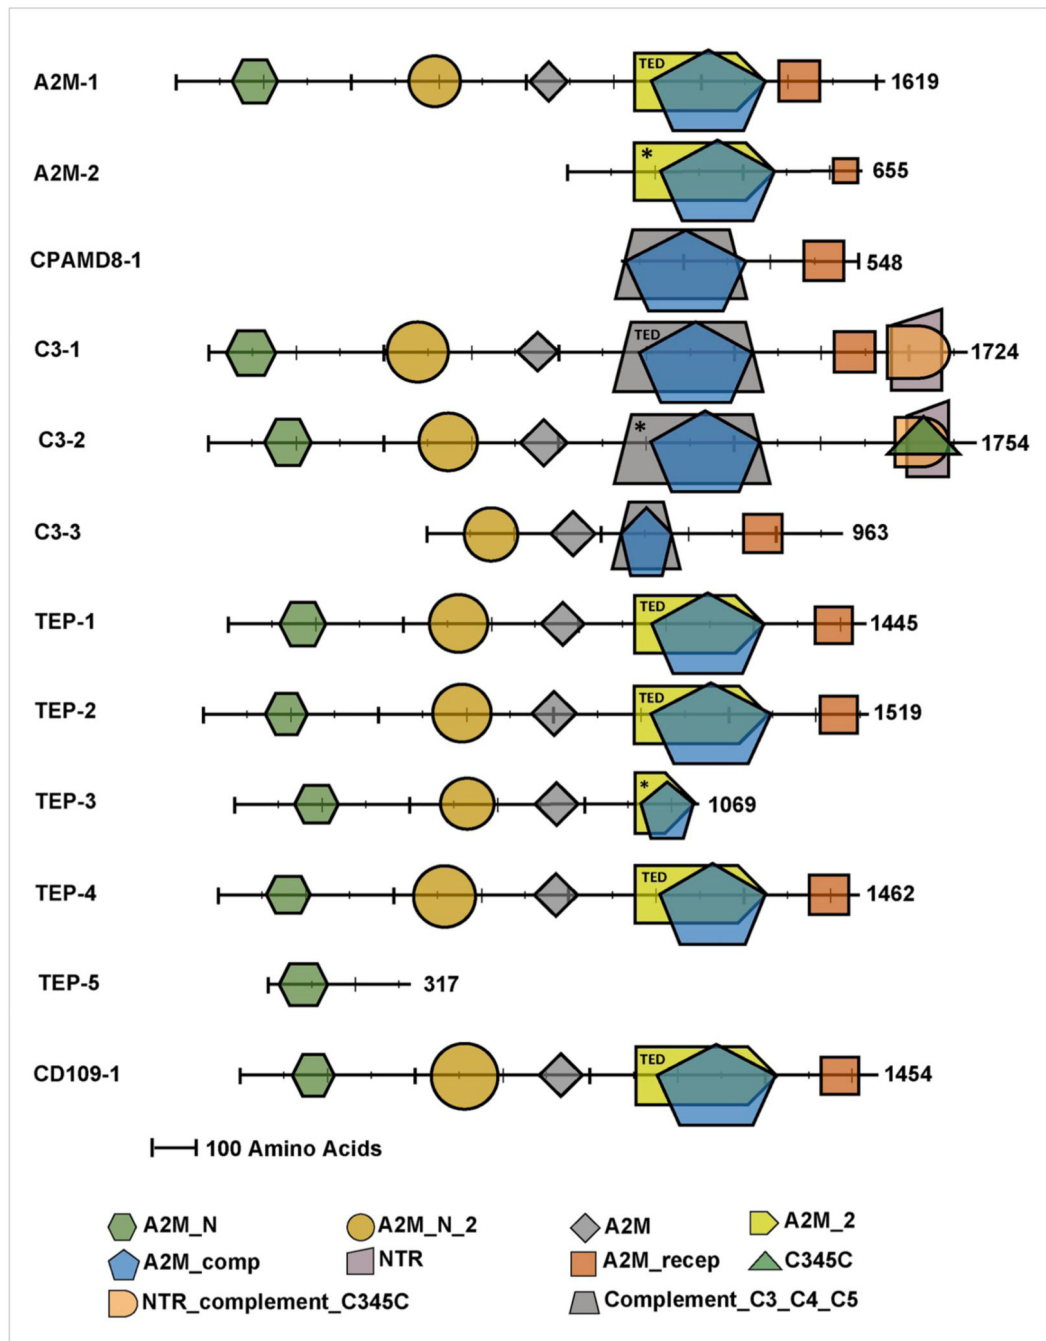 A2M-1 TED 1619
A2M-2 * 655
CPAMD8-1 548
C3-1 TED 1724
C3-2 * 1754
C3-3 963
TEP-1 TED 1445
TEP-2 TED 1519
TEP-3 * 1069
TEP-4 TED 1462
TEP-5 317
CD109-1 TED 1454
100 Amino Acids
A2M_N A2M_N_2 A2M A2M_2
A2M_comp NTR A2M_recep C345C
NTR_complement_C345C Complement_C3_C4_C5